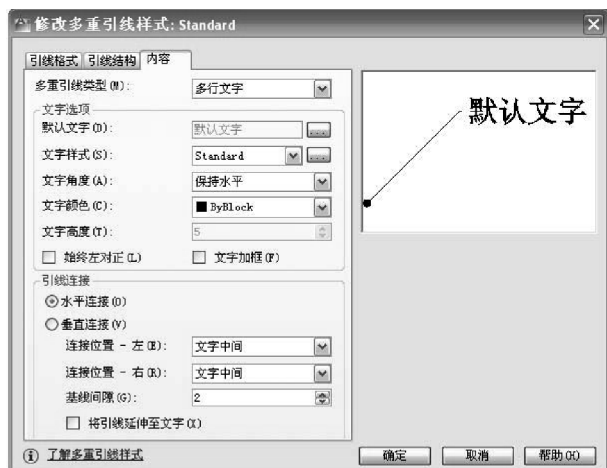 修改多重引线样式: Standard
引线格式 引线结构 内容
多重引线类型(M): 多行文字
文字选项
默认文字(D): 默认文字 ...
文字样式(S): Standard ...
文字角度(A): 保持水平
文字颜色(C): ByBlock
文字高度(T): 5
始终左对正(L) 文字加框(F)
引线连接
水平连接(O)
垂直连接(V)
连接位置 - 左(E): 文字中间
连接位置 - 右(R): 文字中间
基线间隙(G): 2
将引线延伸至文字(X)
默认文字
了解多重引线样式
确定 取消 帮助(H)